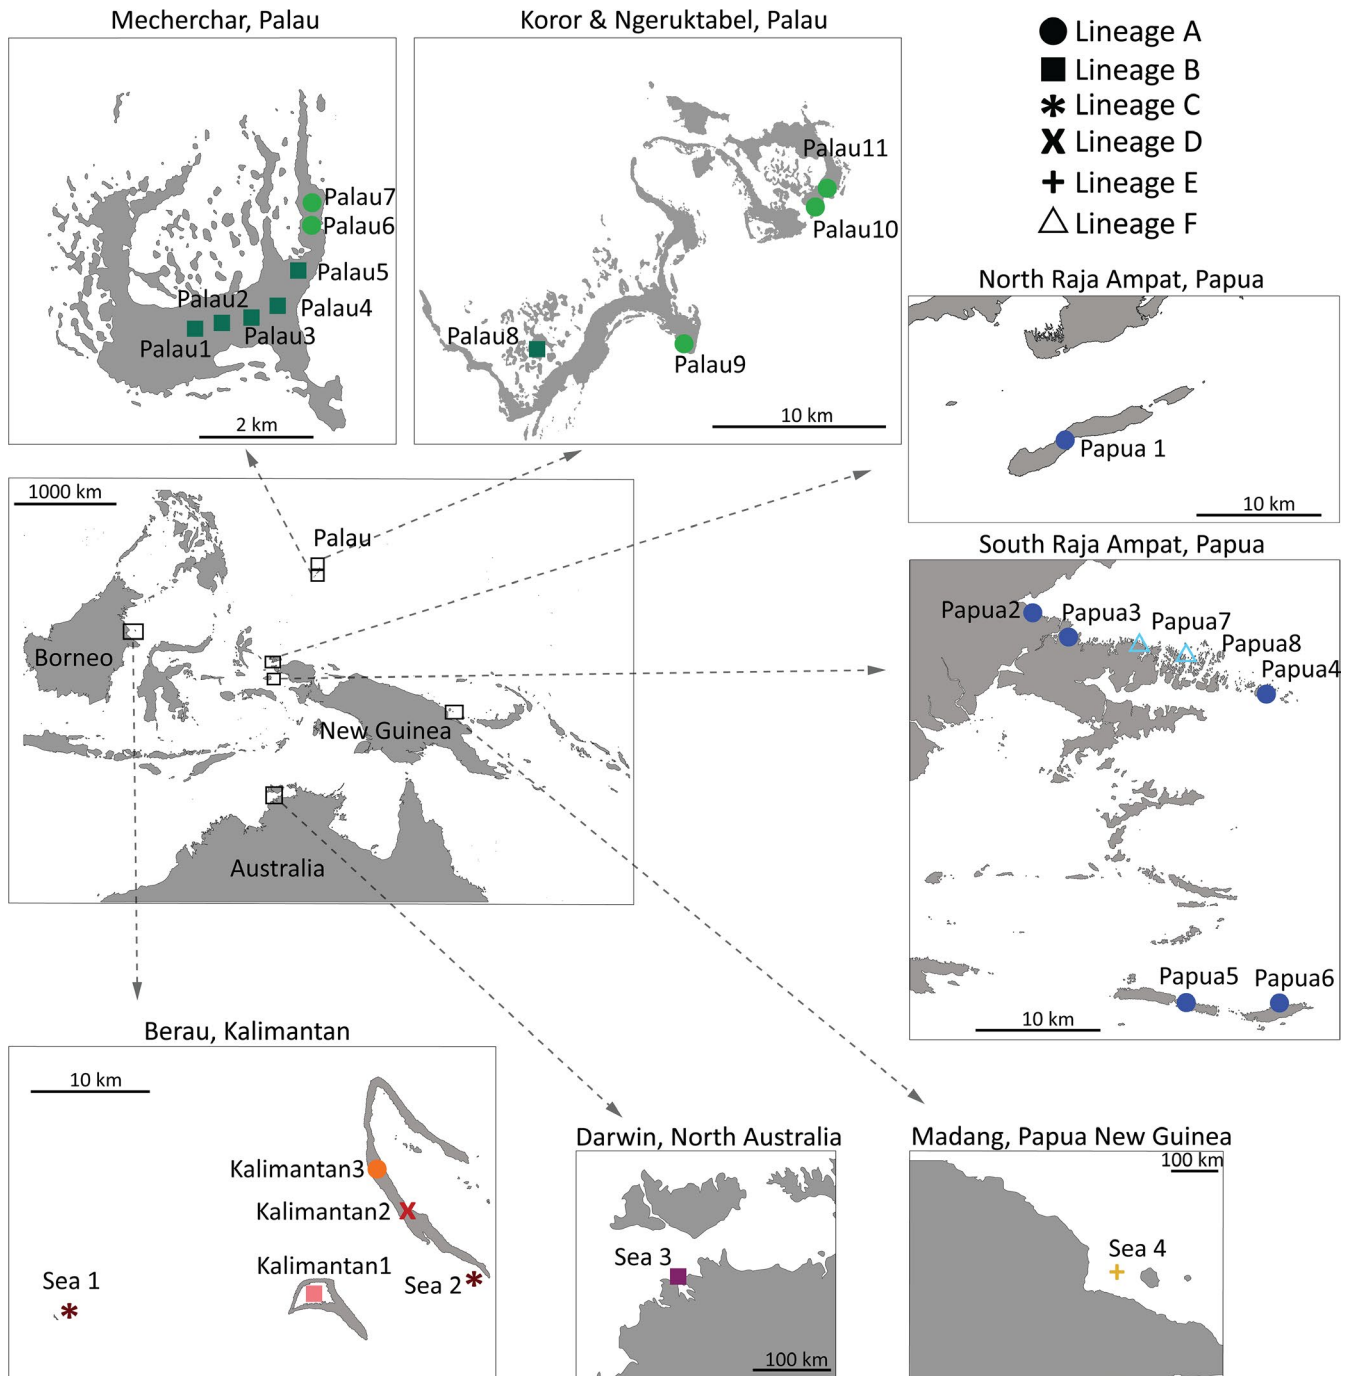 Mecherchar, Palau
Koror & Ngeruktabel, Palau
Lineage A
Lineage B
Lineage C
Lineage D
Lineage E
Lineage F
Palau7
Palau6
Palau5
Palau4
Palau2
Palau3
Palau1
2 km
Palau11
Palau10
Palau8
Palau9
10 km
North Raja Ampat, Papua
Papua 1
10 km
1000 km
Palau
Borneo
New Guinea
Australia
South Raja Ampat, Papua
Papua2
Papua3
Papua7
Papua8
Papua4
Papua5
Papua6
10 km
Berau, Kalimantan
10 km
Kalimantan3
Kalimantan2
Kalimantan1
Sea 1
Sea 2
Darwin, North Australia
Sea 3
100 km
Madang, Papua New Guinea
100 km
Sea 4